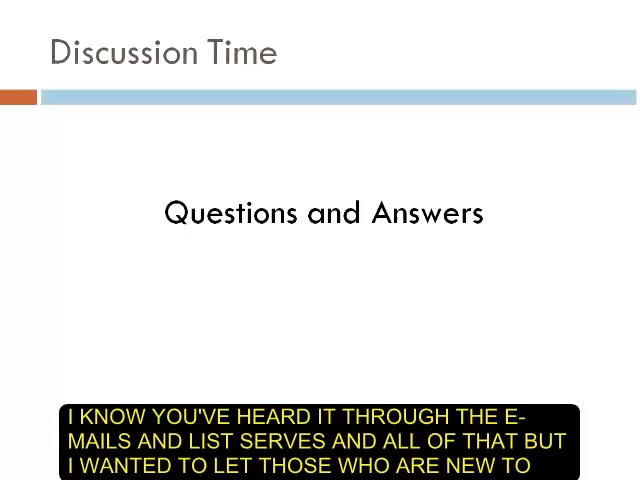 Discussion Time
Questions and Answers
I KNOW YOU'VE HEARD IT THROUGH THE E-
MAILS AND LIST SERVES AND ALL OF THAT BUT
I WANTED TO LET THOSE WHO ARE NEW TO